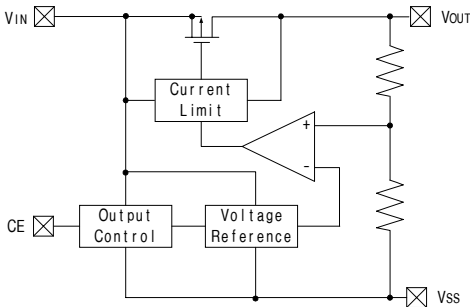 VIN
VOUT
Current
Limit
+
-
CE
Output
Control
Voltage
Reference
VSS